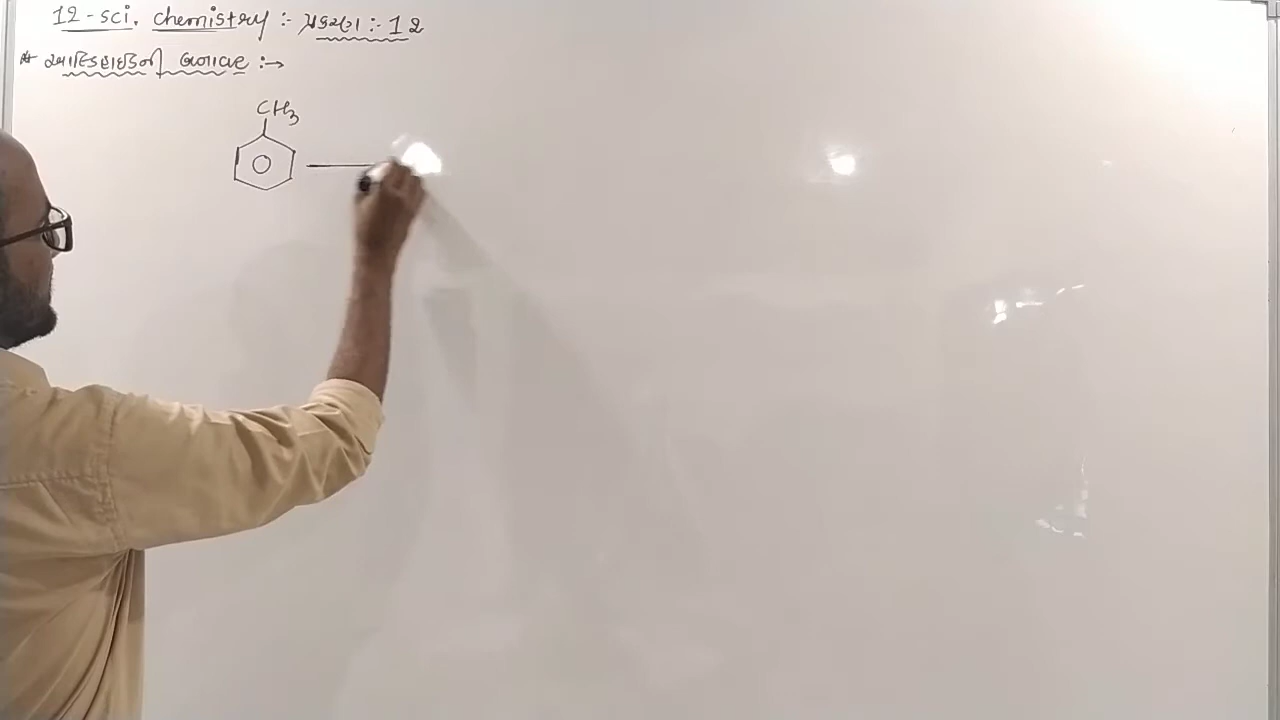 12-sci. chemistry :- પ્રકરણ :- 12
* આલ્ડિહાઇડની બનાવટ :→
CH3